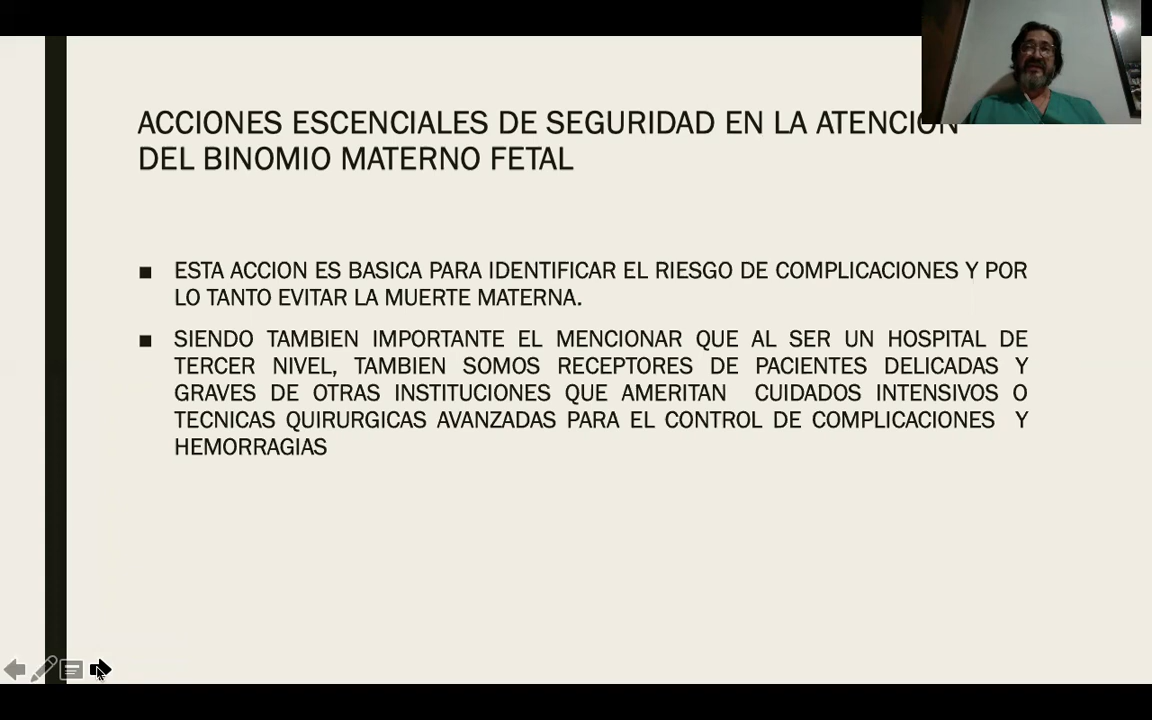 ACCIONES ESCENCIALES DE SEGURIDAD EN LA ATENCION
DEL BINOMIO MATERNO FETAL
ESTA ACCION ES BASICA PARA IDENTIFICAR EL RIESGO DE COMPLICACIONES Y POR
LO TANTO EVITAR LA MUERTE MATERNA.
SIENDO TAMBIEN IMPORTANTE EL MENCIONAR QUE AL SER UN HOSPITAL DE
TERCER NIVEL, TAMBIEN SOMOS RECEPTORES DE PACIENTES DELICADAS Y
GRAVES DE OTRAS INSTITUCIONES QUE AMERITAN CUIDADOS INTENSIVOS O
TECNICAS QUIRURGICAS AVANZADAS PARA EL CONTROL DE COMPLICACIONES Y
HEMORRAGIAS